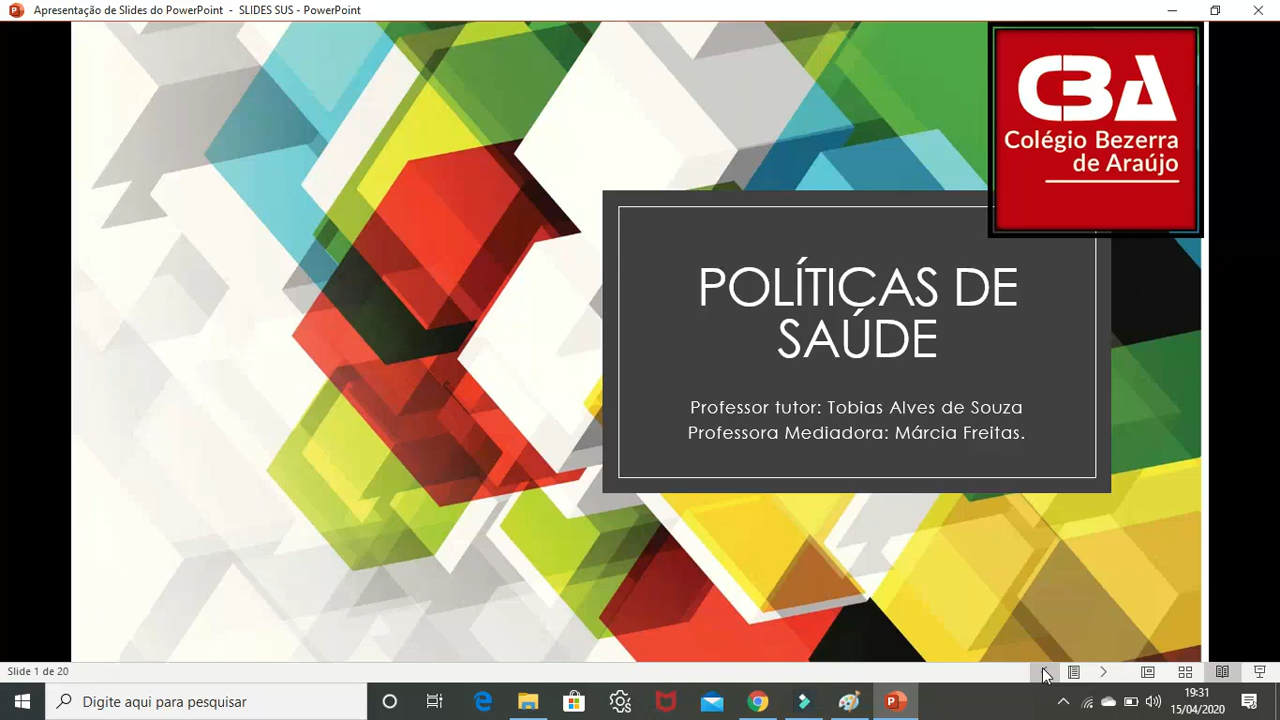 Apresentação de Slides do PowerPoint - SLIDES SUS - PowerPoint
CBA
Colégio Bezerra
de Araújo
POLÍTICAS DE
SAÚDE
Professor tutor: Tobias Alves de Souza
Professora Mediadora: Márcia Freitas.
Slide 1 de 20
Digite aqui para pesquisar
19:31
15/04/2020